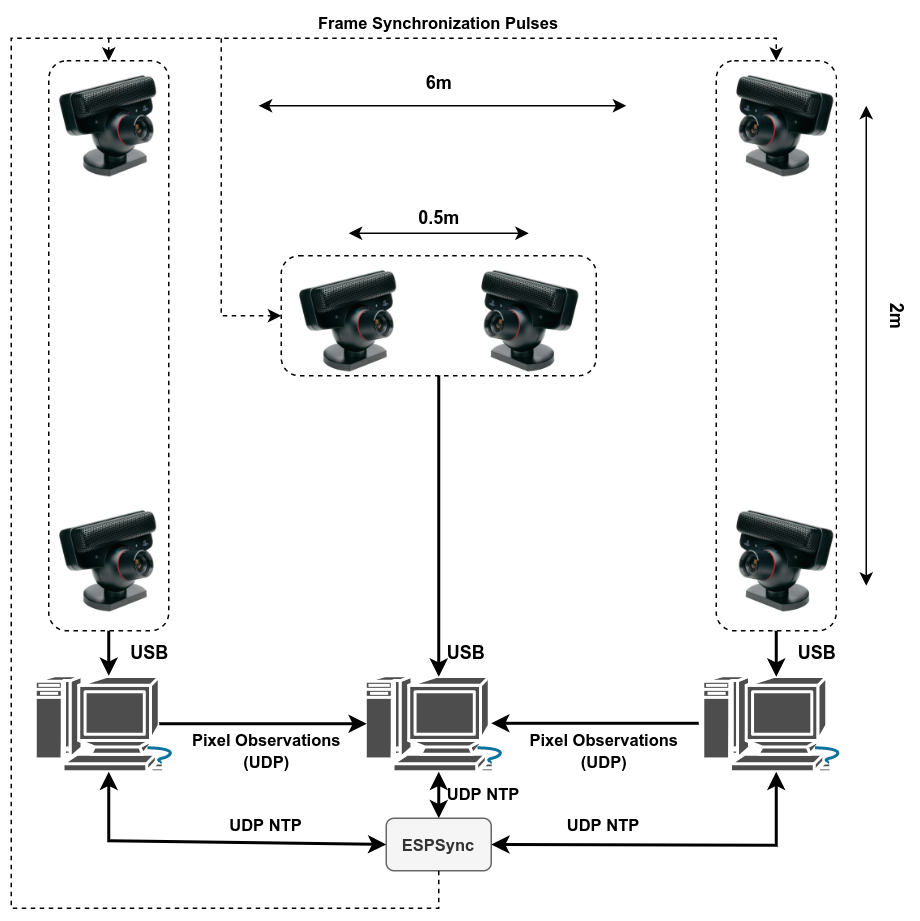 Frame Synchronization Pulses
6m
0.5m
2m
USB
USB
USB
Pixel Observations
(UDP)
Pixel Observations
(UDP)
UDP NTP
UDP NTP
UDP NTP
ESPSync